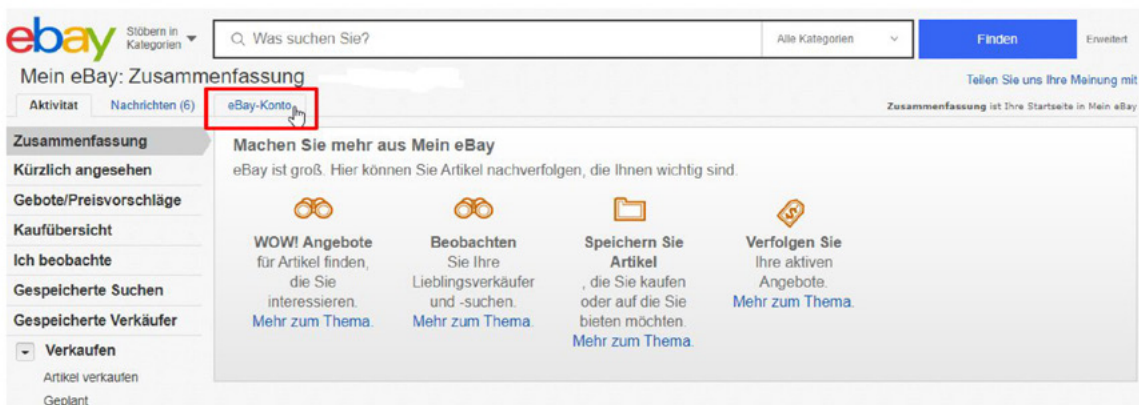 ebay
Stöbern in
Kategorien
Was suchen Sie?
Alle Kategorien
Finden
Erweitert
Mein eBay: Zusammenfassung
Teilen Sie uns Ihre Meinung mit
Aktivitat
Nachrichten (6)
eBay-Konto
Zusammenfassung ist Ihre Startseite in Mein eBay
Zusammenfassung
Kürzlich angesehen
Gebote/Preisvorschläge
Kaufübersicht
Ich beobachte
Gespeicherte Suchen
Gespeicherte Verkäufer
Verkaufen
Artikel verkaufen
Geplant
Machen Sie mehr aus Mein eBay
eBay ist groß. Hier können Sie Artikel nachverfolgen, die Ihnen wichtig sind.
WOW! Angebote
für Artikel finden,
die Sie
interessieren.
Mehr zum Thema.
Beobachten
Sie Ihre
Lieblingsverkäufer
und -suchen.
Mehr zum Thema.
Speichern Sie
Artikel
, die Sie kaufen
oder auf die Sie
bieten möchten.
Mehr zum Thema.
Verfolgen Sie
Ihre aktiven
Angebote.
Mehr zum Thema.